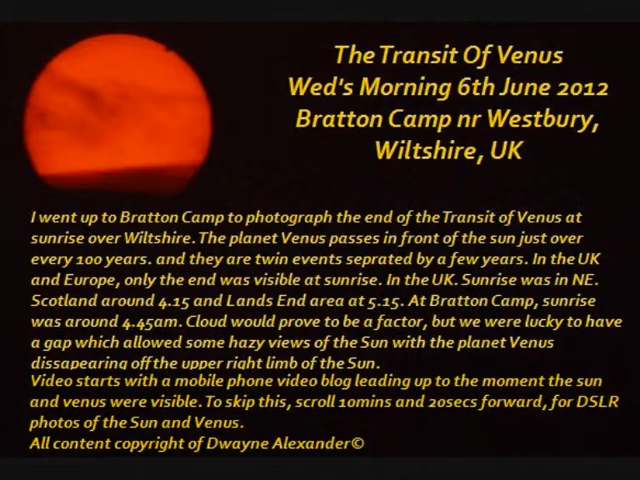 The Transit Of Venus
Wed's Morning 6th June 2012
Bratton Camp nr Westbury,
Wiltshire, UK
I went up to Bratton Camp to photograph the end of the Transit of Venus at
sunrise over Wiltshire. The planet Venus passes in front of the sun just over
every 100 years. and they are twin events seprated by a few years. In the UK
and Europe, only the end was visible at sunrise. In the UK. Sunrise was in NE.
Scotland around 4.15 and Lands End area at 5.15. At Bratton Camp, sunrise
was around 4.45am. Cloud would prove to be a factor, but we were lucky to have
a gap which allowed some hazy views of the Sun with the planet Venus
dissapearing off the upper right limb of the Sun.
Video starts with a mobile phone video blog leading up to the moment the sun
and venus were visible. To skip this, scroll 10mins and 20secs forward, for DSLR
photos of the Sun and Venus.
All content copyright of Dwayne Alexander©